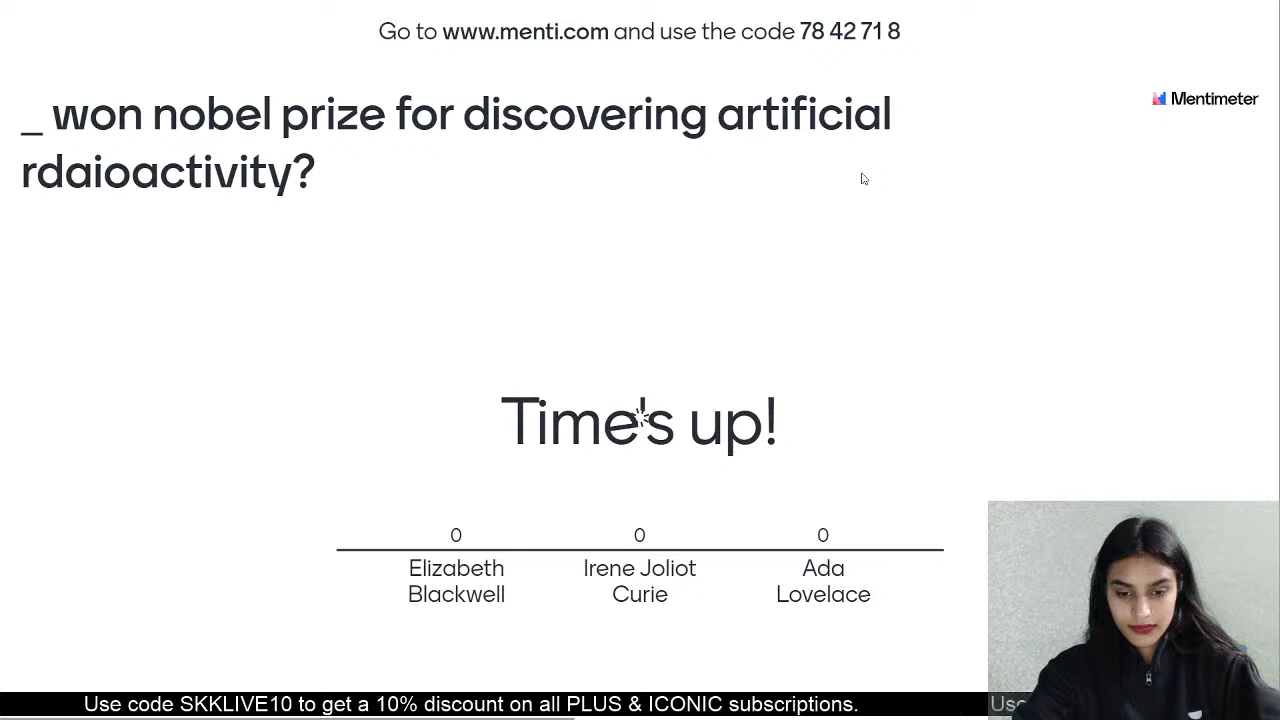 Go to www.menti.com and use the code 78 42 71 8
_ won nobel prize for discovering artificial
rdaioactivity?
Mentimeter
Time's up!
0 0 0
Elizabeth Blackwell
Irene Joliot Curie
Ada Lovelace
Use code SKKLIVE10 to get a 10% discount on all PLUS & ICONIC subscriptions.